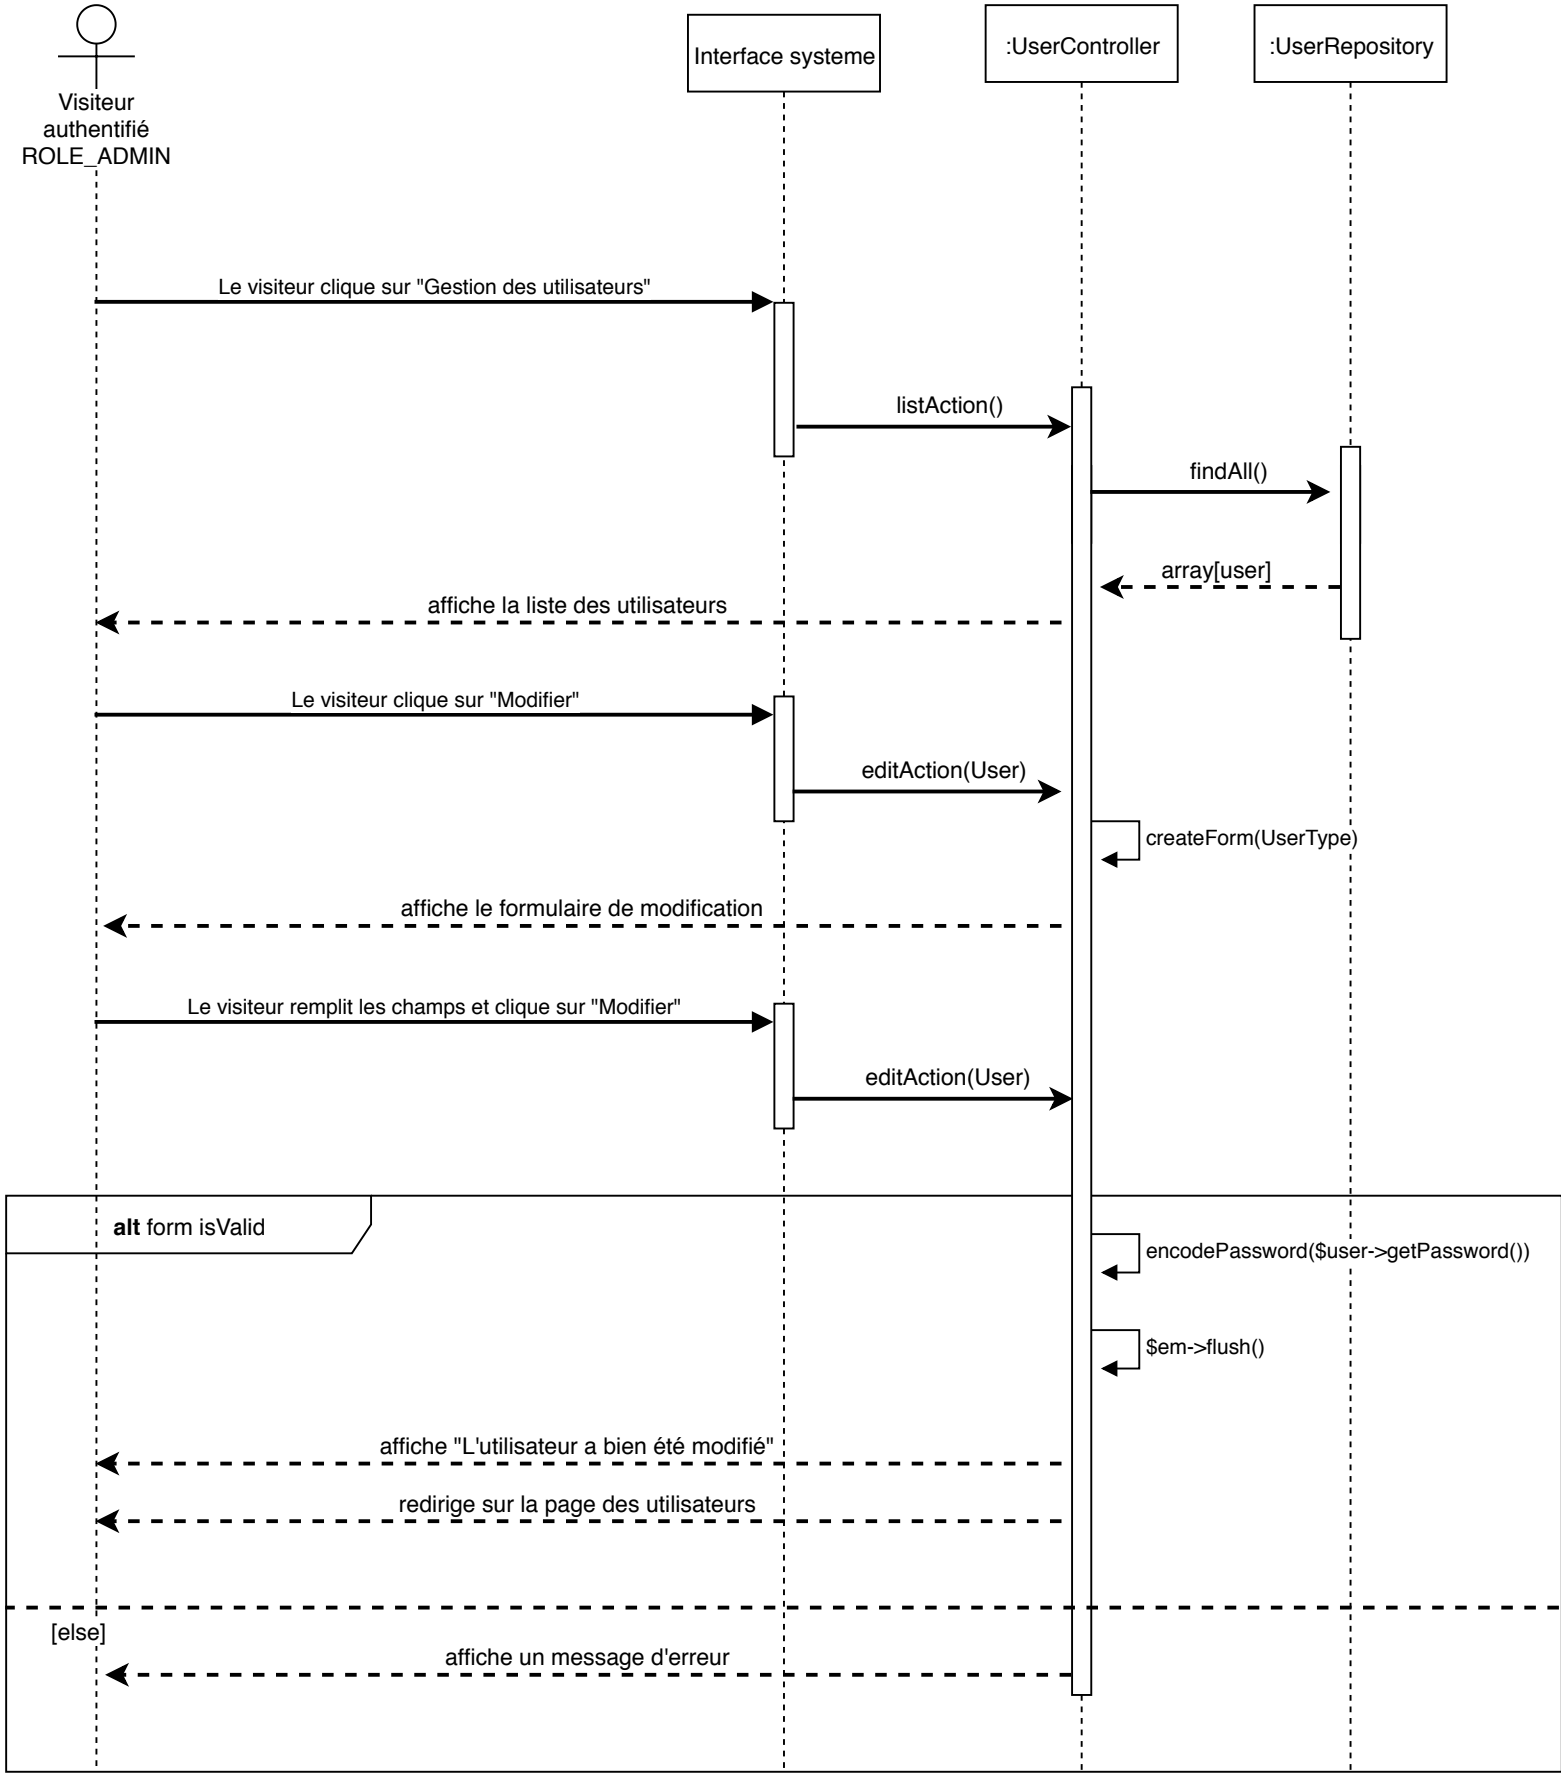 Visiteur
authentifié
ROLE_ADMIN
Interface systeme
:UserController
:UserRepository
Le visiteur clique sur "Gestion des utilisateurs"
listAction()
findAll()
array[user]
affiche la liste des utilisateurs
Le visiteur clique sur "Modifier"
editAction(User)
createForm(UserType)
affiche le formulaire de modification
Le visiteur remplit les champs et clique sur "Modifier"
editAction(User)
alt form isValid
encodePassword($user->getPassword())
$em->flush()
affiche "L'utilisateur a bien été modifié"
redirige sur la page des utilisateurs
[else]
affiche un message d'erreur